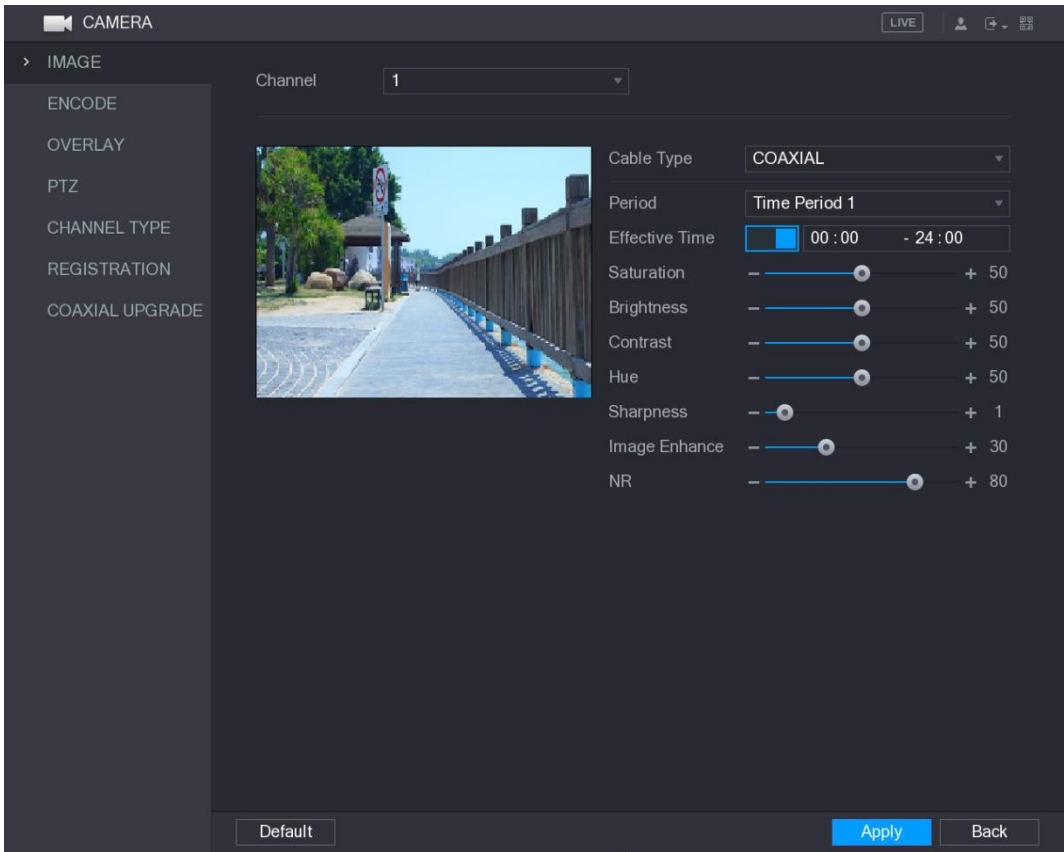 CAMERA
LIVE
IMAGE
ENCODE
OVERLAY
PTZ
CHANNEL TYPE
REGISTRATION
COAXIAL UPGRADE
Channel 1
Cable Type COAXIAL
Period Time Period 1
Effective Time 00 : 00 - 24 : 00
Saturation 50
Brightness 50
Contrast 50
Hue 50
Sharpness 1
Image Enhance 30
NR 80
Default Apply Back